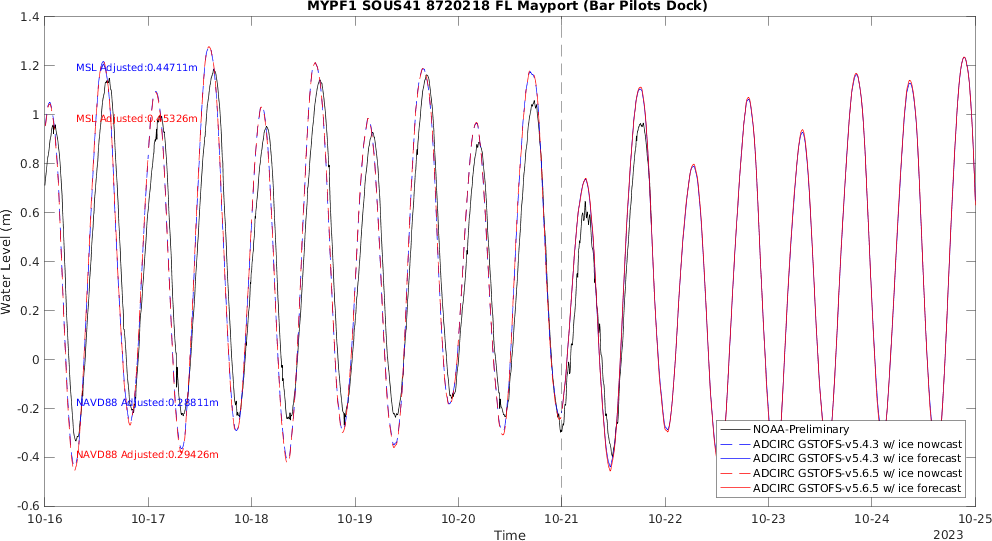 MYPF1 SOUS41 8720218 FL Mayport (Bar Pilots Dock)
1.4
1.2
1
0.8
0.6
0.4
0.2
0
-0.2
-0.4
-0.6
Water Level (m)
MSL Adjusted:0.44711m
MSL Adjusted:0.45326m
NAVD88 Adjusted:0.28811m
NAVD88 Adjusted:0.29426m
NOAA-Preliminary
ADCIRC GSTOFS-v5.4.3 w/ ice nowcast
ADCIRC GSTOFS-v5.4.3 w/ ice forecast
ADCIRC GSTOFS-v5.6.5 w/ ice nowcast
ADCIRC GSTOFS-v5.6.5 w/ ice forecast
10-16 10-17 10-18 10-19 10-20 10-21 10-22 10-23 10-24 10-25
Time
2023